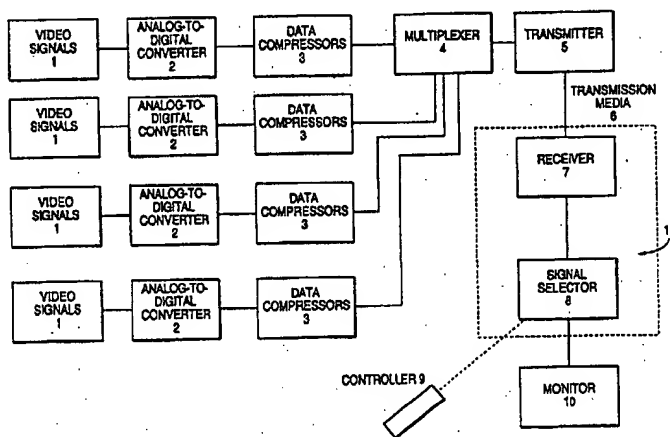 VIDEO
SIGNALS
1
ANALOG-TO-
DIGITAL
CONVERTER
2
DATA
COMPRESSORS
3
MULTIPLEXER
4
TRANSMITTER
5
VIDEO
SIGNALS
1
ANALOG-TO-
DIGITAL
CONVERTER
2
DATA
COMPRESSORS
3
TRANSMISSION
MEDIA
6
RECEIVER
7
VIDEO
SIGNALS
1
ANALOG-TO-
DIGITAL
CONVERTER
2
DATA
COMPRESSORS
3
1
SIGNAL
SELECTOR
8
VIDEO
SIGNALS
1
ANALOG-TO-
DIGITAL
CONVERTER
2
DATA
COMPRESSORS
3
CONTROLLER 9
MONITOR
10